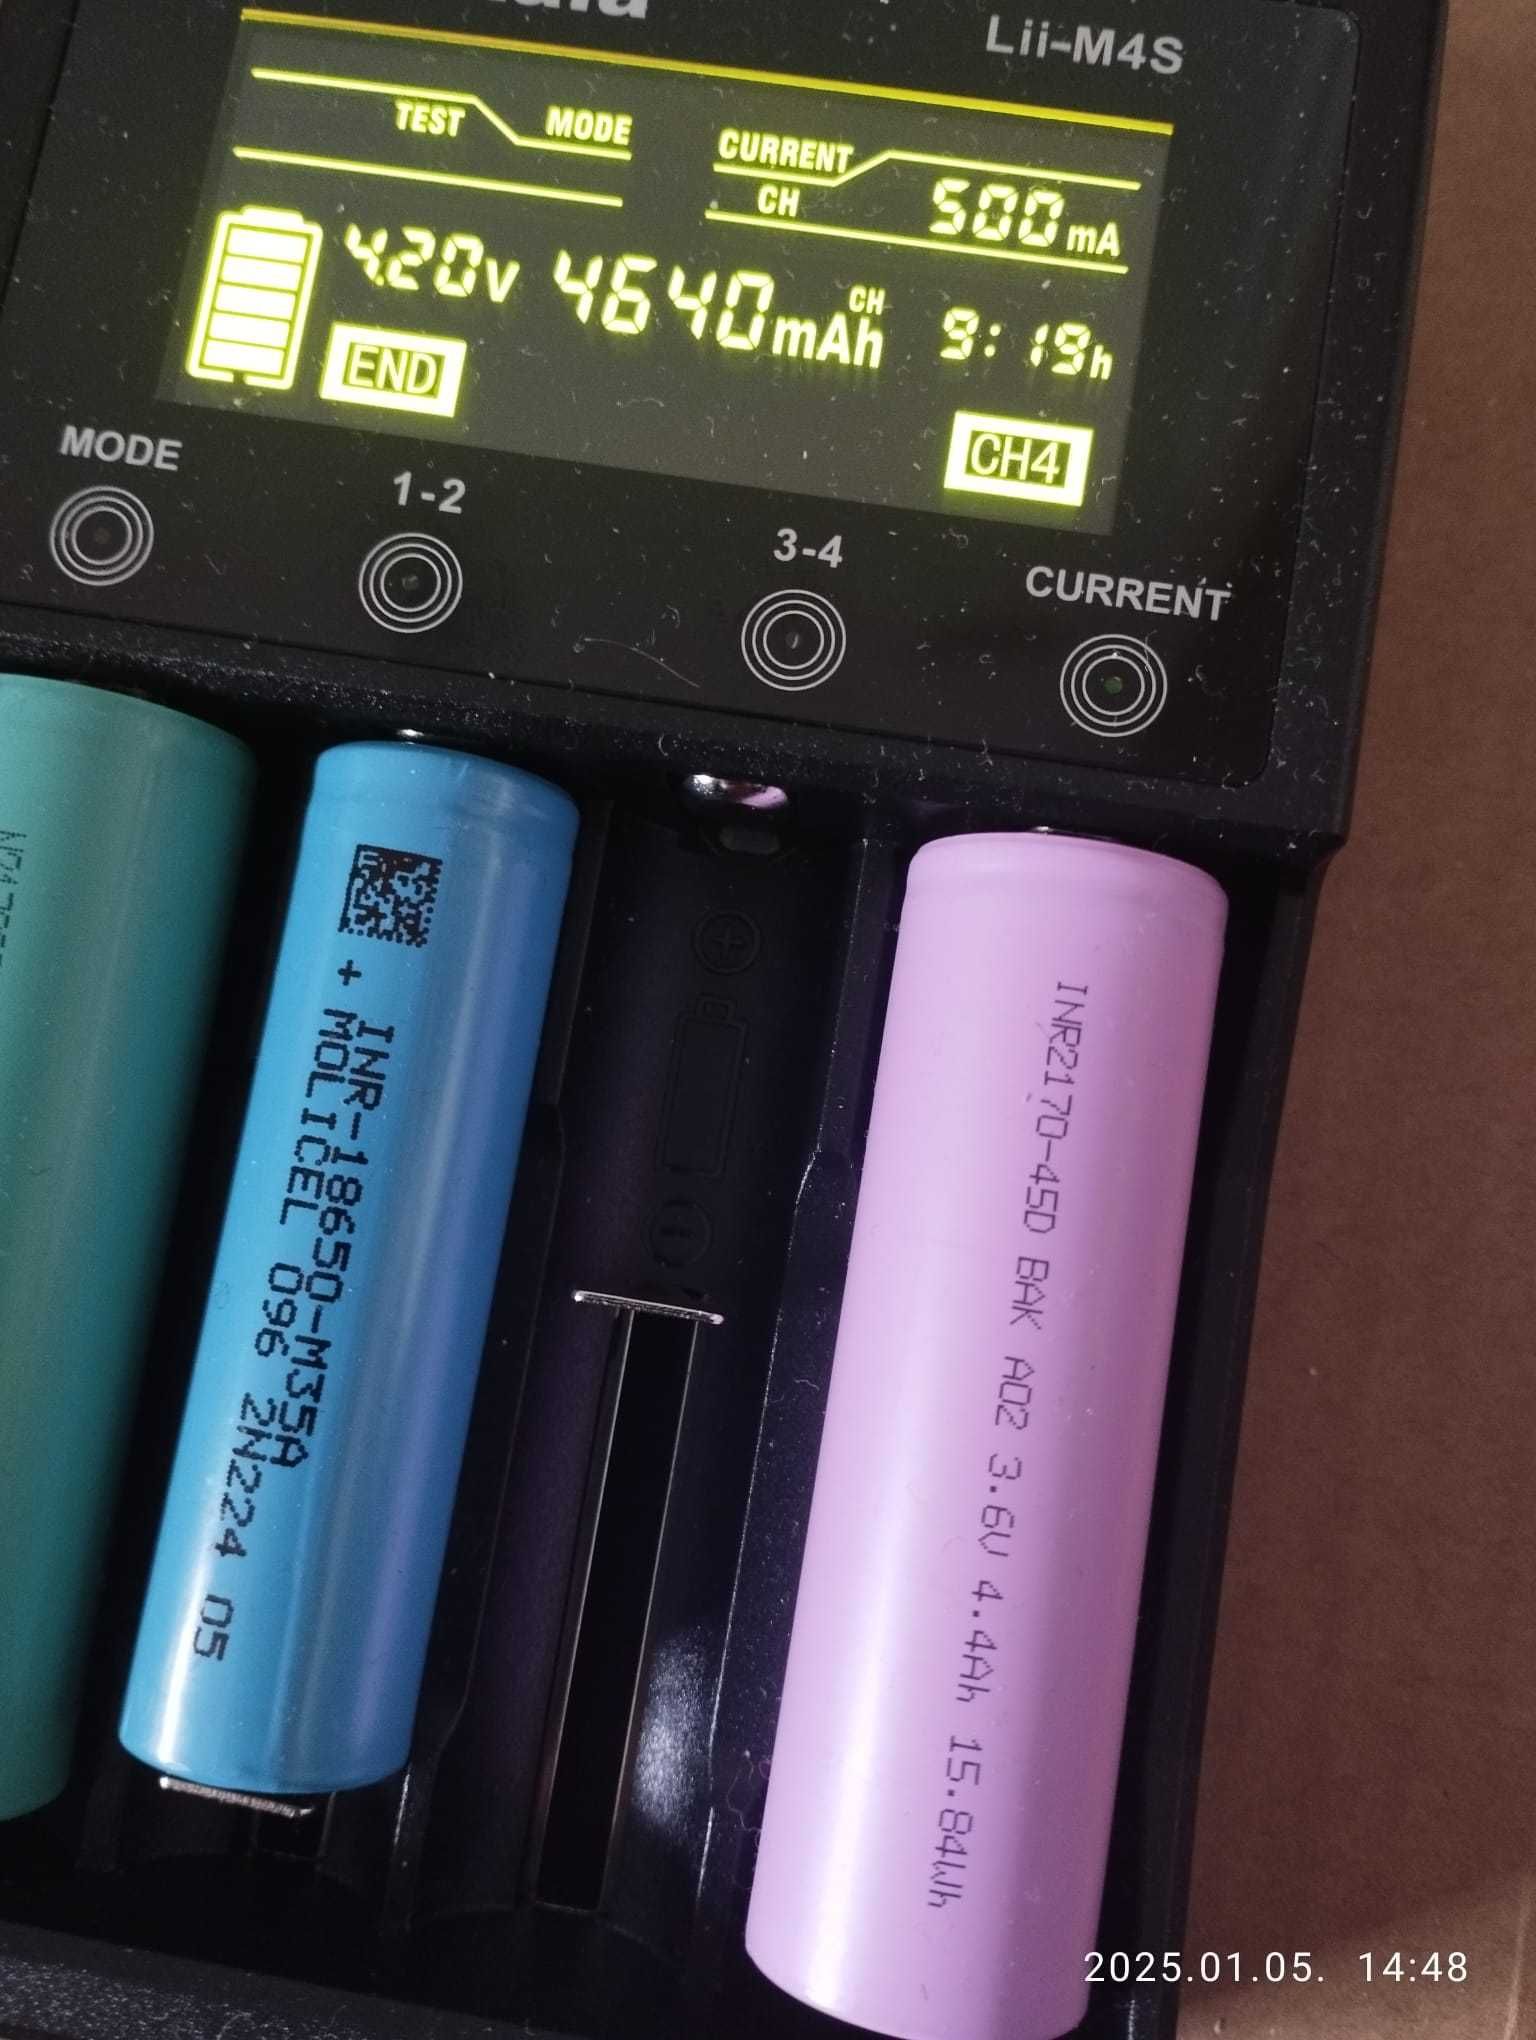 Lii-M4S
TEST MODE
CURRENT
CH 500mA
4.20V 4640mAh CH 9:19h
END
CH4
MODE
1-2
3-4
CURRENT
+ INR-18650-M35A
+ MOLICEL 096 2N224 05
INR2170-45D BAK A02 3.6V 4.4Ah 15.84Wh
2025.01.05. 14:48